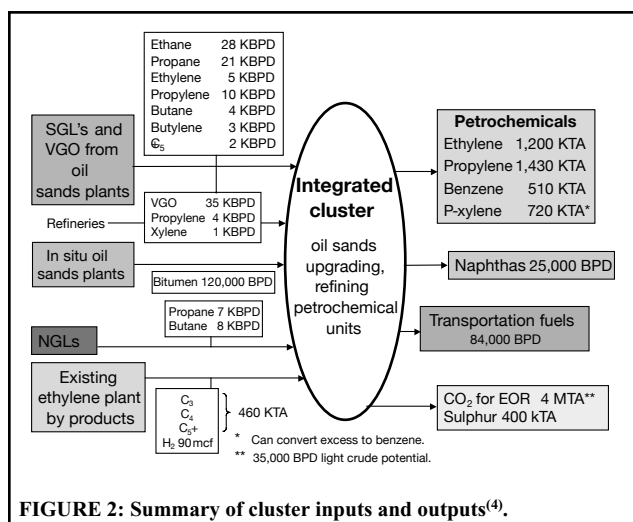 Ethane 28 KBPD
Propane 21 KBPD
Ethylene 5 KBPD
Propylene 10 KBPD
Butane 4 KBPD
Butylene 3 KBPD
C5 2 KBPD
SGL's and
VGO from
oil
sands plants
VGO 35 KBPD
Propylene 4 KBPD
Xylene 1 KBPD
Refineries
In situ oil
sands plants
Bitumen 120,000 BPD
Propane 7 KBPD
Butane 8 KBPD
NGLs
Existing
ethylene plant
by products
C3
C4
C5+
H2 90 mcf
460 KTA
Integrated
cluster
oil sands
upgrading,
refining
petrochemical
units
Petrochemicals
Ethylene 1,200 KTA
Propylene 1,430 KTA
Benzene 510 KTA
P-xylene 720 KTA*
Naphthas 25,000 BPD
Transportation fuels
84,000 BPD
CO2 for EOR 4 MTA**
Sulphur 400 kTA
* Can convert excess to benzene.
** 35,000 BPD light crude potential.
FIGURE 2: Summary of cluster inputs and outputs(4).